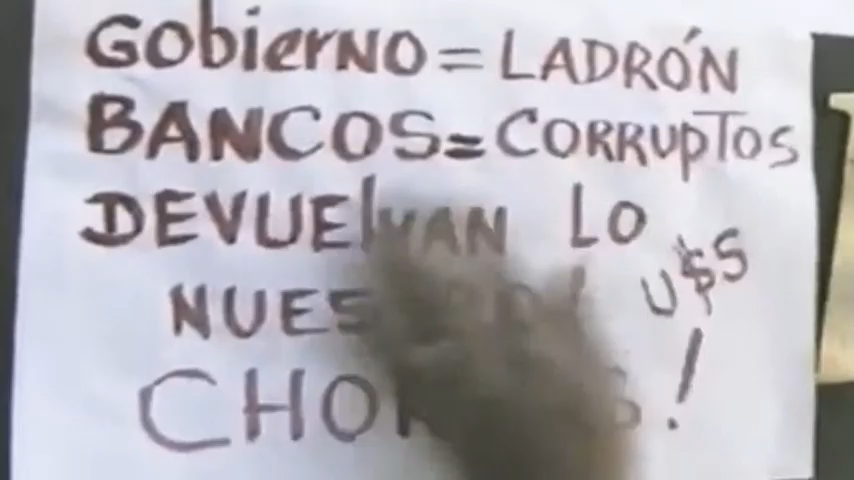 GobierNO = LADRÓN
BANCOS = CORRUPTOS
DEVUElVAN LO
U$S